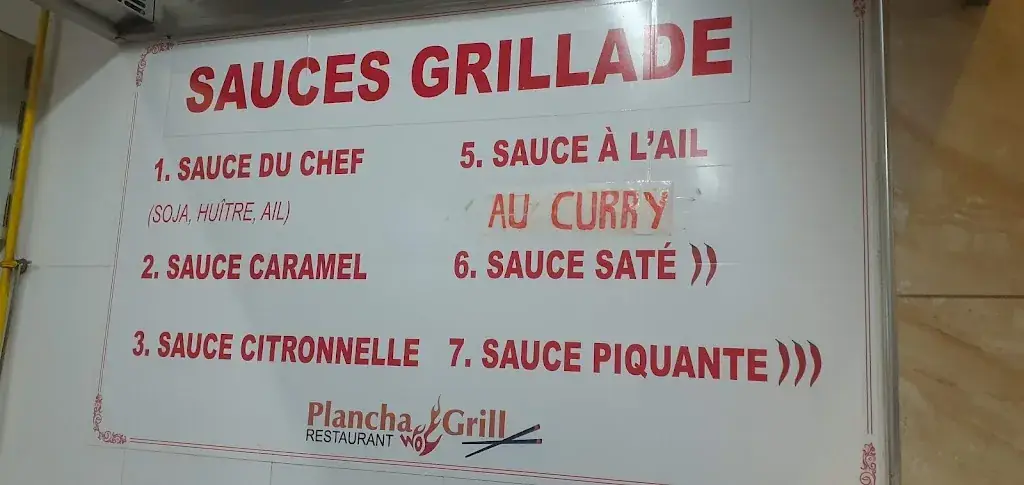 SAUCES GRILLADE
1. SAUCE DU CHEF
(SOJA, HUÎTRE, AIL)
2. SAUCE CARAMEL
3. SAUCE CITRONNELLE
5. SAUCE À L'AIL
AU CURRY
6. SAUCE SATÉ
7. SAUCE PIQUANTE
Plancha Wok Grill
RESTAURANT